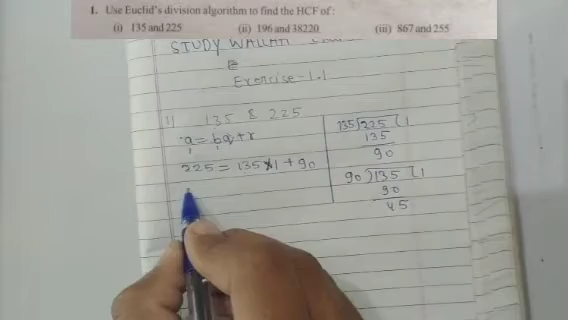 1. Use Euclid's division algorithm to find the HCF of :
(i) 135 and 225 (ii) 196 and 38220 (iii) 867 and 255
STUDY
Exercise-1.1
1) 135 & 225
a = bq+r
225 = 135×1 + 90
135)225(1
135
90
90)135(1
90
45